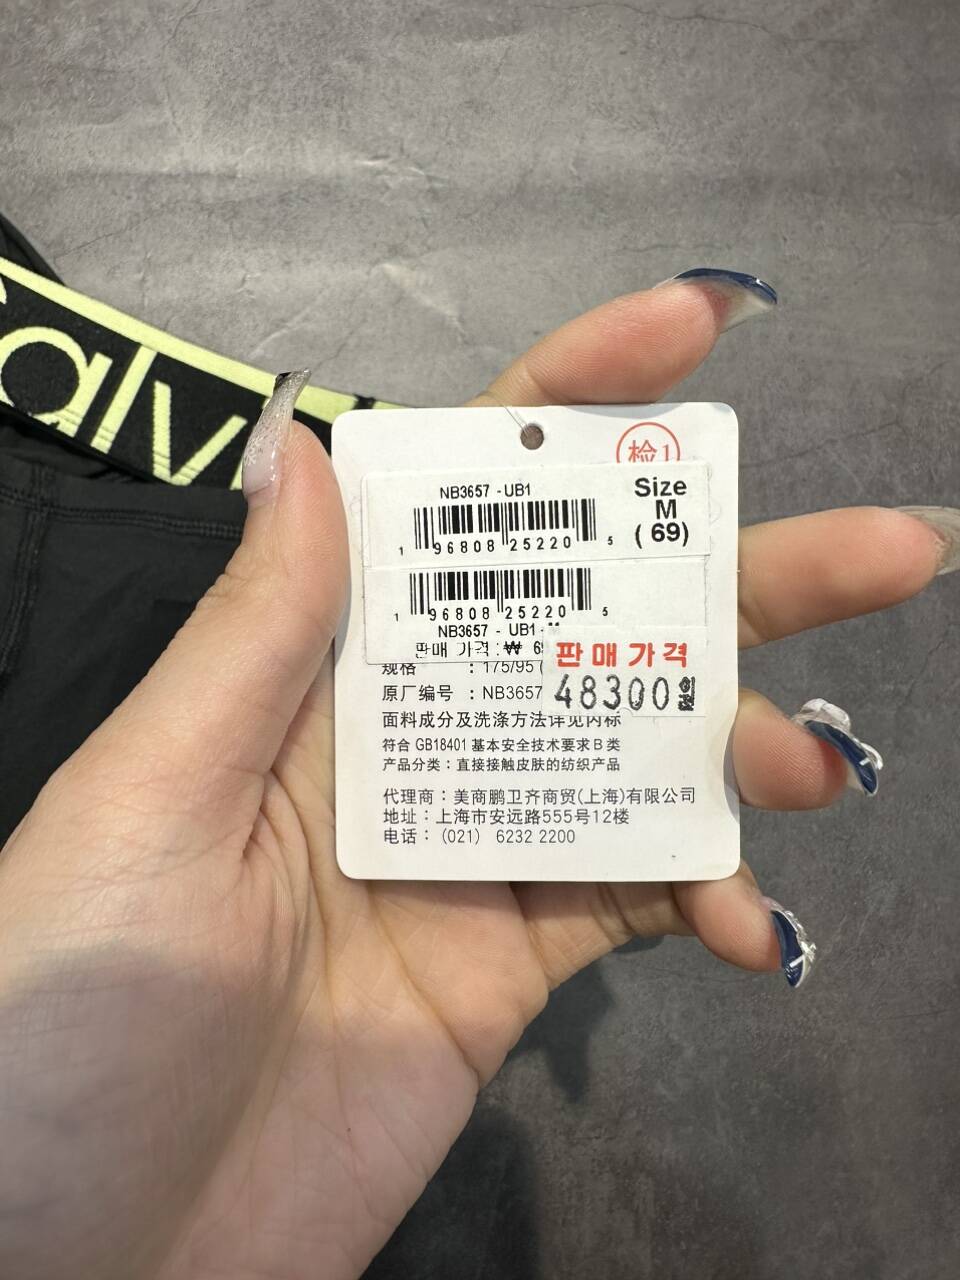 Calv
检1
NB3657 -UB1
Size
M
( 69)
1 96808 25220 5
1 96808 25220 5
NB3657 - UB1 -M
판매 가격 : ₩ 6
판매가격
48300원
规格 : 175/95 (
原厂编号 : NB3657
面料成分及洗涤方法详见内标
符合 GB18401 基本安全技术要求 B 类
产品分类：直接接触皮肤的纺织产品
代理商：美商鹏卫齐商贸(上海)有限公司
地址：上海市安远路555号12楼
电话： (021) 6232 2200